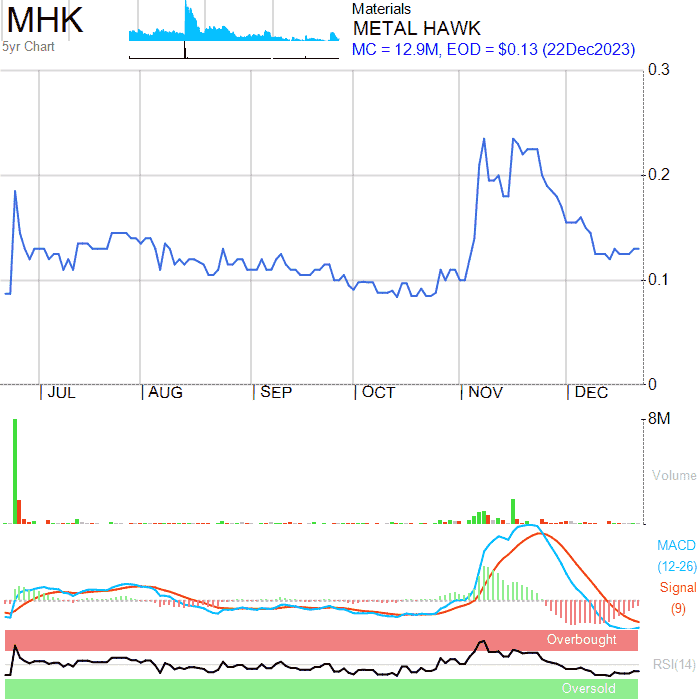 MHK
5yr Chart
Materials
METAL HAWK
MC = 12.9M, EOD = $0.13 (22Dec2023)
0.3
0.2
0.1
0
JUL AUG SEP OCT NOV DEC
8M
Volume
MACD
(12-26)
Signal
(9)
Overbought
RSI(14)
Oversold